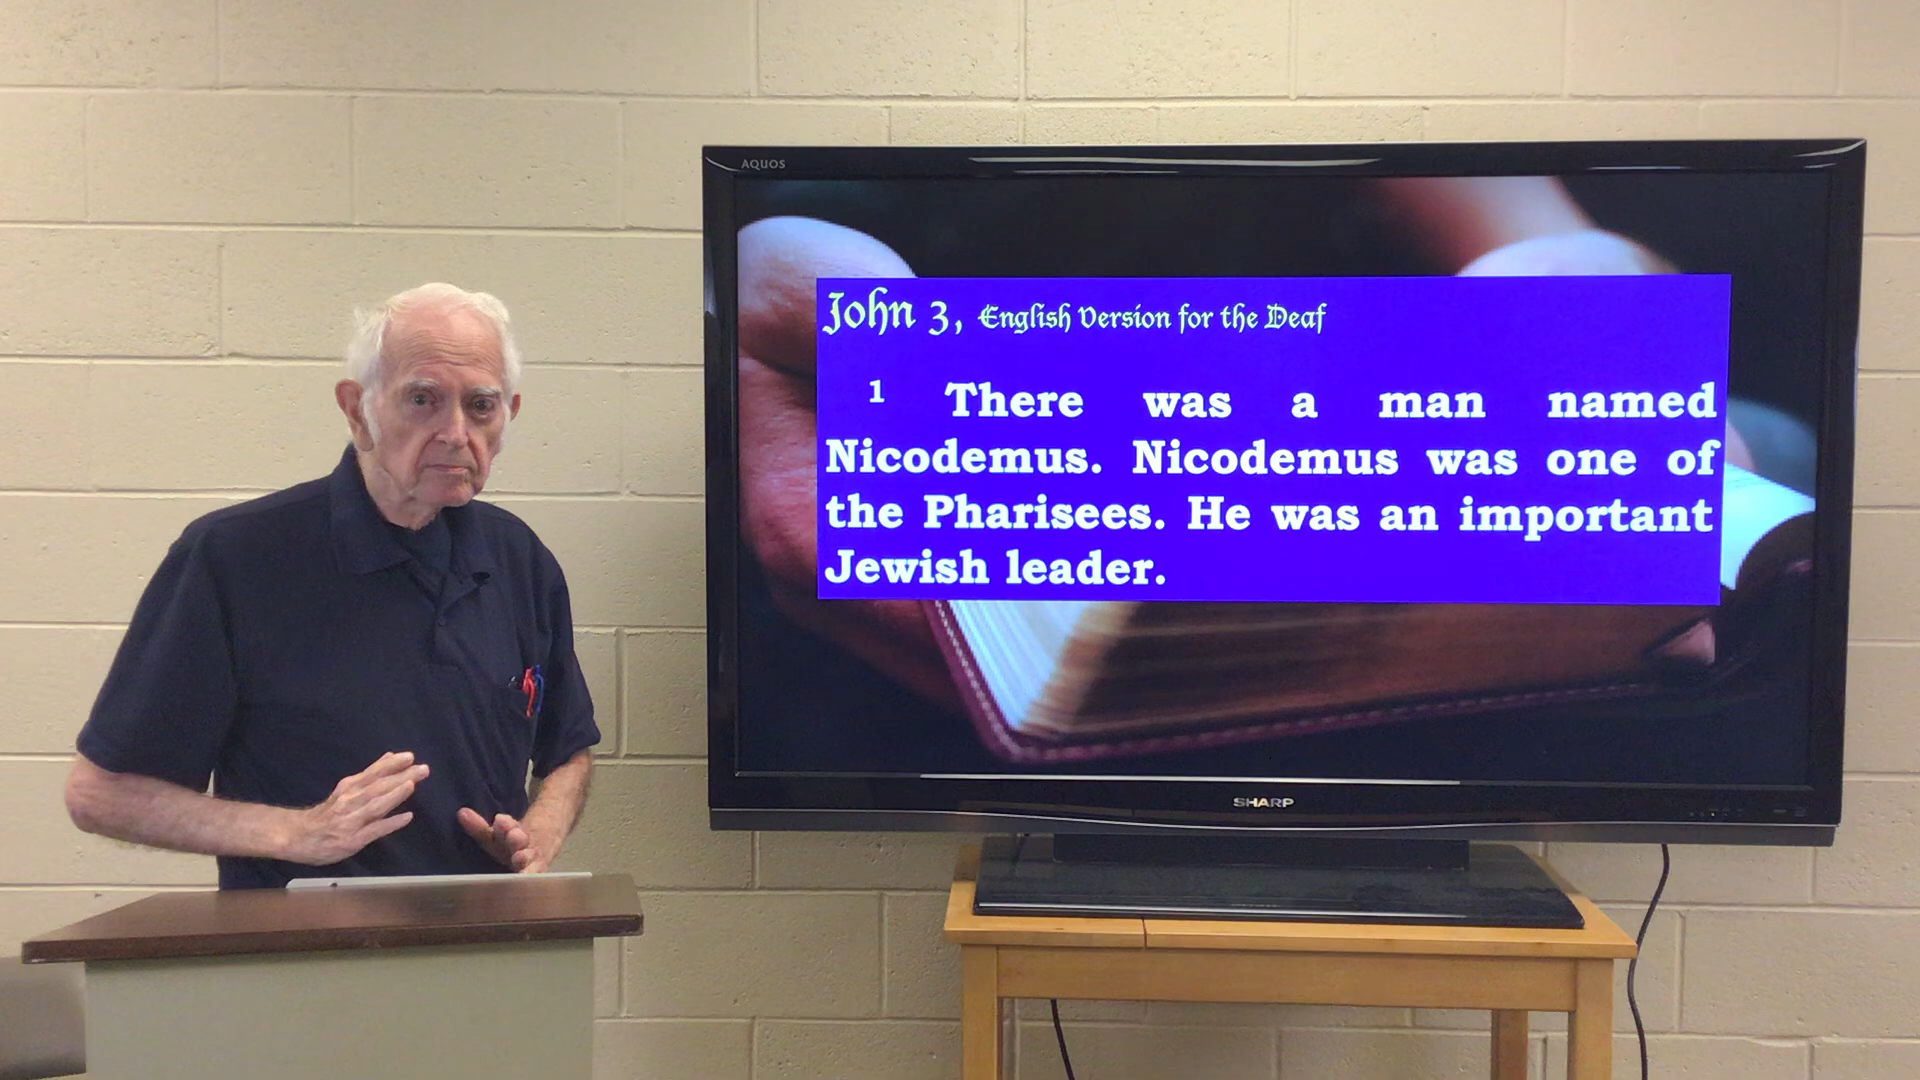 AQUOS
John 3, English Version for the Deaf
1 There was a man named
Nicodemus. Nicodemus was one of
the Pharisees. He was an important
Jewish leader.
SHARP